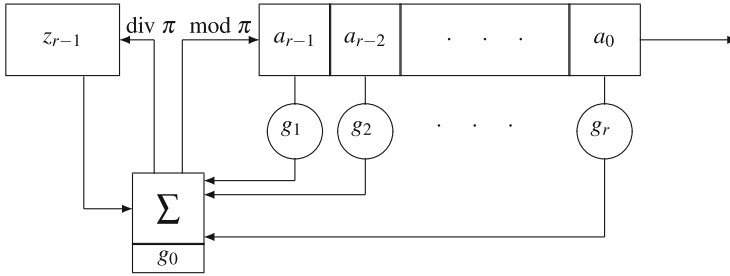 z_{r−1} div π mod π a_{r−1} a_{r−2} · · · a_0
g_1 g_2 · · · g_r
Σ
g_0